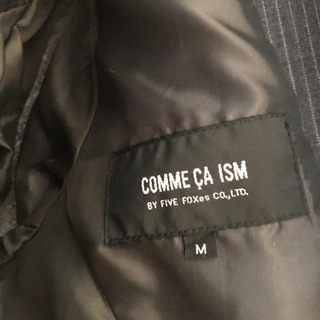 COMME ÇA ISM
BY FIVE FOXes CO.,LTD.
M